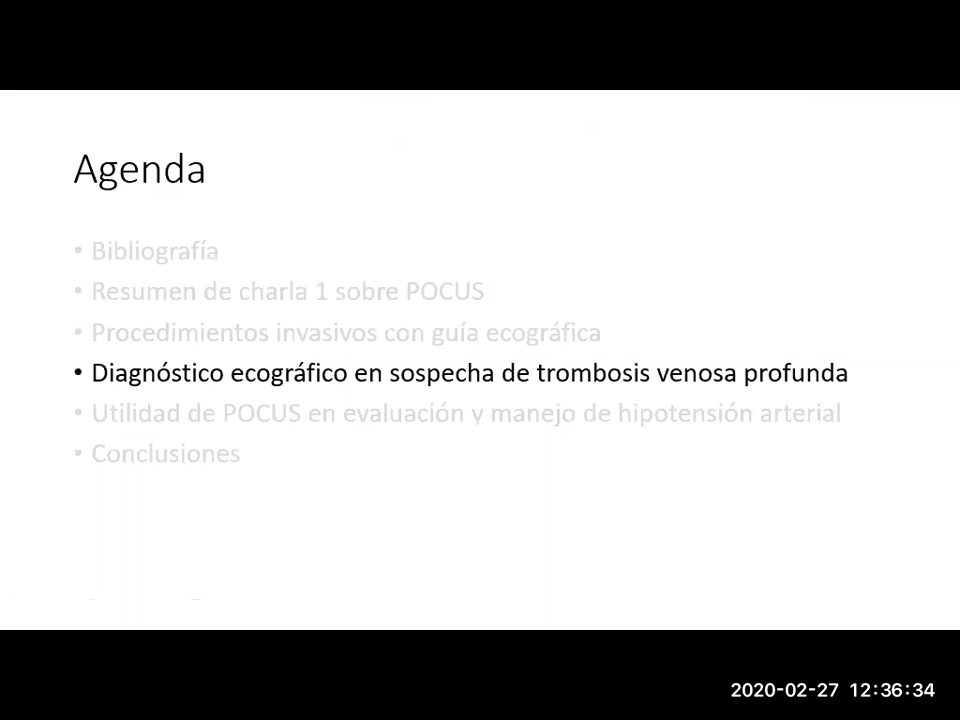 Agenda
• Bibliografía
• Resumen de charla 1 sobre POCUS
• Procedimientos invasivos con guía ecográfica
• Diagnóstico ecográfico en sospecha de trombosis venosa profunda
• Utilidad de POCUS en evaluación y manejo de hipotensión arterial
• Conclusiones
2020-02-27 12:36:34